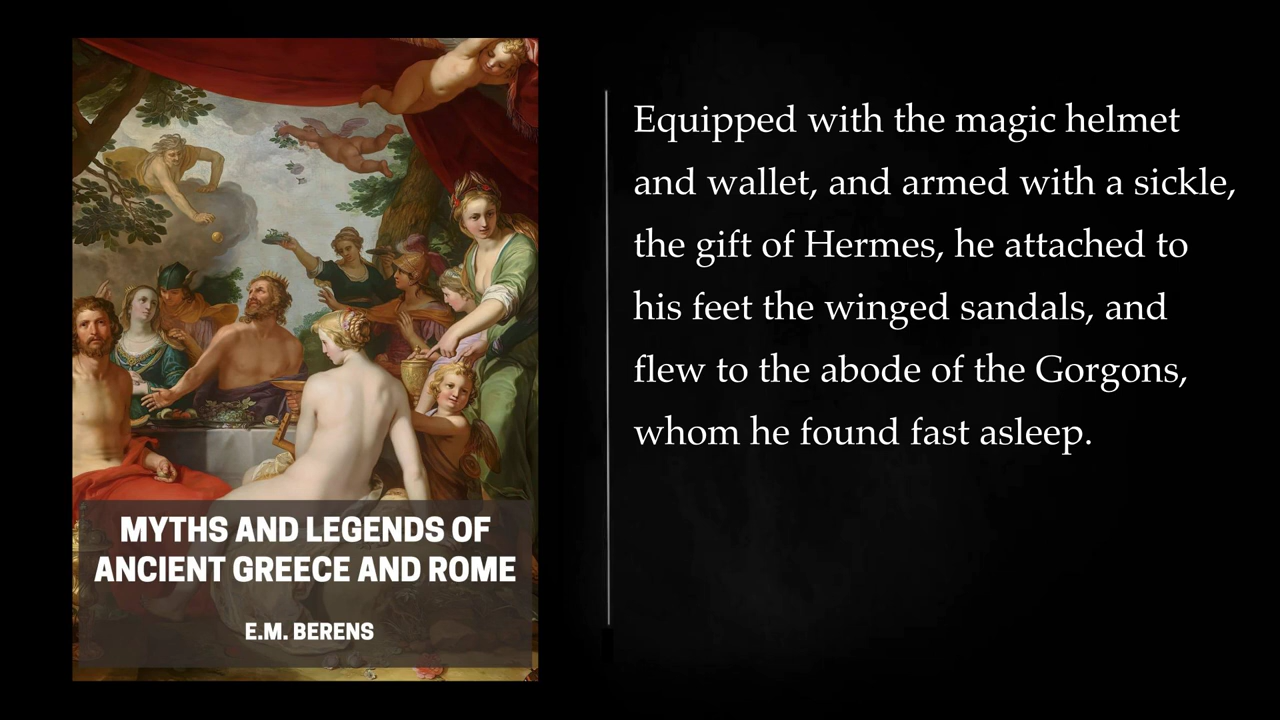 MYTHS AND LEGENDS OF
ANCIENT GREECE AND ROME
E.M. BERENS
Equipped with the magic helmet
and wallet, and armed with a sickle,
the gift of Hermes, he attached to
his feet the winged sandals, and
flew to the abode of the Gorgons,
whom he found fast asleep.